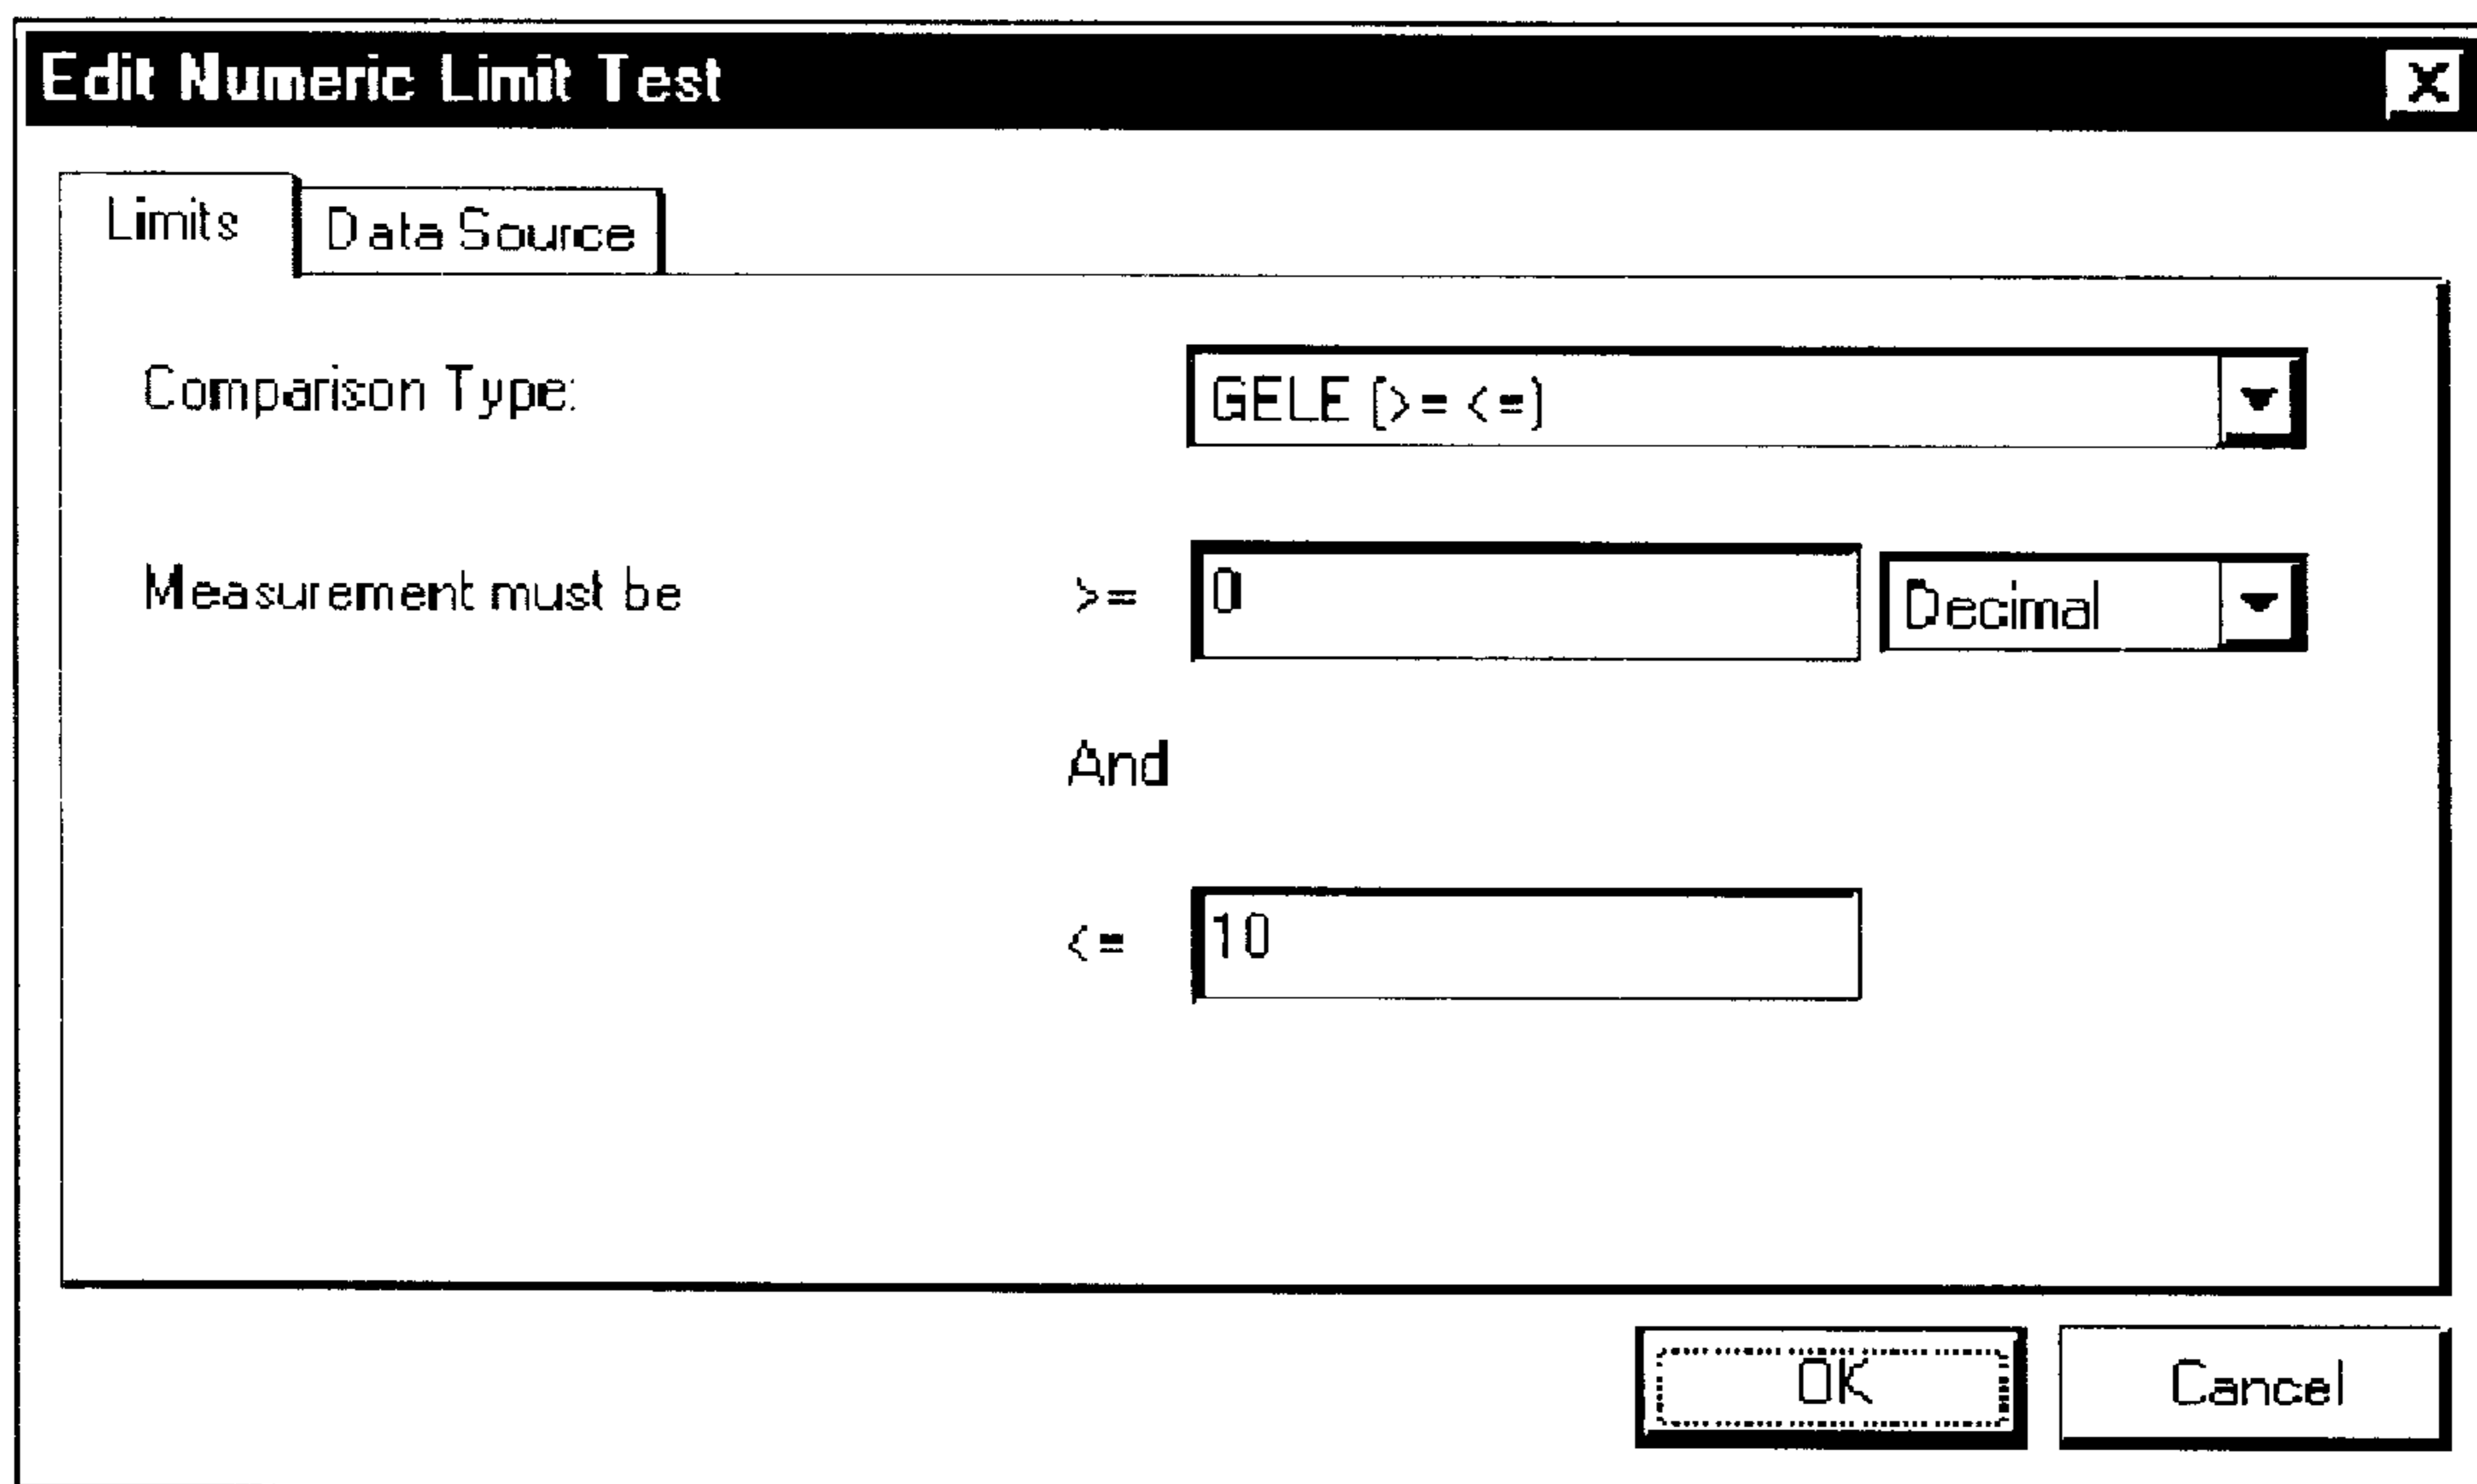 Edit Numeric Limit Test
Limits
Data Source
Comparison Type:
GELE (>= <=)
Measurement must be >= 0 Decimal
And
<= 10
OK Cancel